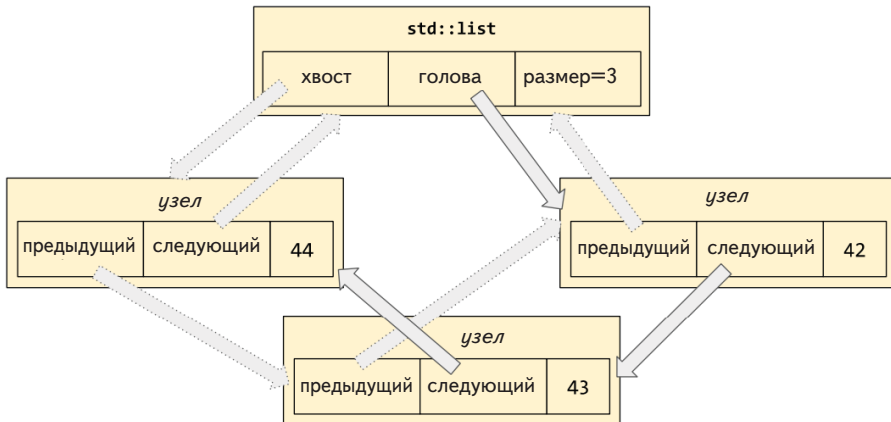 std::list
хвост голова размер=3
узел
предыдущий следующий 44
узел
предыдущий следующий 42
узел
предыдущий следующий 43